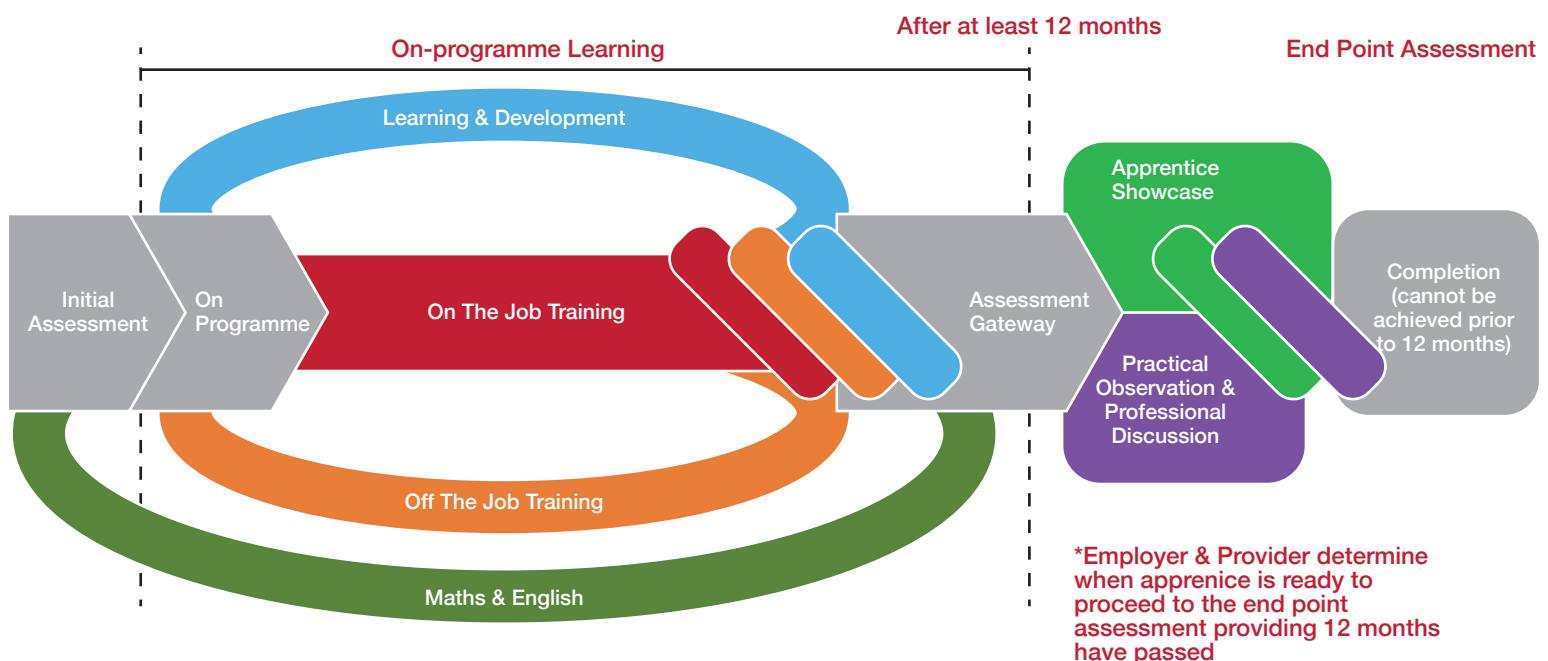 After at least 12 months
On-programme Learning
End Point Assessment
Learning & Development
Initial
Assessment
On
Programme
On The Job Training
Assessment
Gateway
Apprentice
Showcase
Practical
Observation &
Professional
Discussion
Completion
(cannot be
achieved prior
to 12 months)
Off The Job Training
Maths & English
*Employer & Provider determine
when apprenice is ready to
proceed to the end point
assessment providing 12 months
have passed